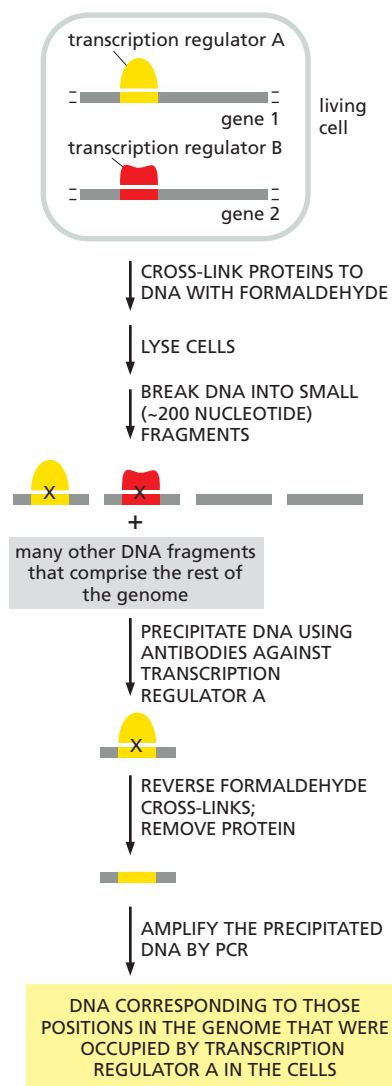 transcription regulator A
gene 1
living
cell
transcription regulator B
gene 2
CROSS-LINK PROTEINS TO
DNA WITH FORMALDEHYDE
LYSE CELLS
BREAK DNA INTO SMALL
(~200 NUCLEOTIDE)
FRAGMENTS
X X
+
many other DNA fragments
that comprise the rest of
the genome
PRECIPITATE DNA USING
ANTIBODIES AGAINST
TRANSCRIPTION
REGULATOR A
X
REVERSE FORMALDEHYDE
CROSS-LINKS;
REMOVE PROTEIN
AMPLIFY THE PRECIPITATED
DNA BY PCR
DNA CORRESPONDING TO THOSE
POSITIONS IN THE GENOME THAT WERE
OCCUPIED BY TRANSCRIPTION
REGULATOR A IN THE CELLS